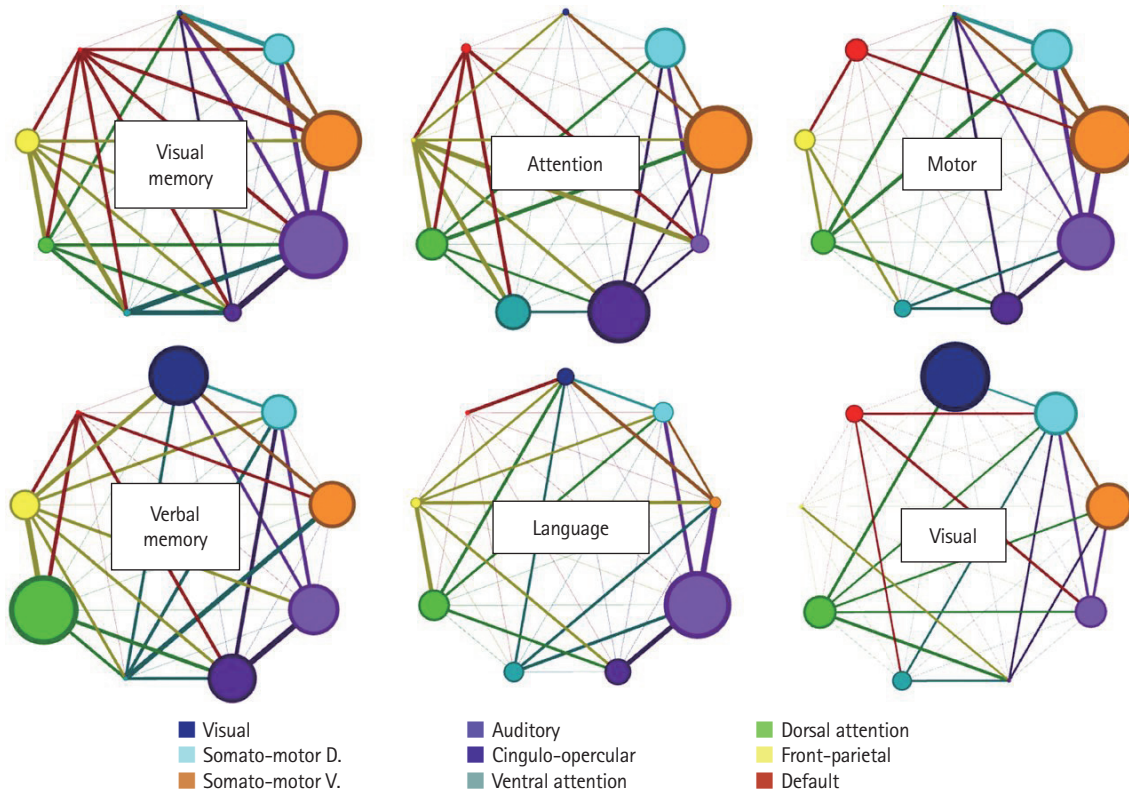 Visual
memory
Attention
Motor
Verbal
memory
Language
Visual
Visual
Somato-motor D.
Somato-motor V.
Auditory
Cingulo-opercular
Ventral attention
Dorsal attention
Front-parietal
Default